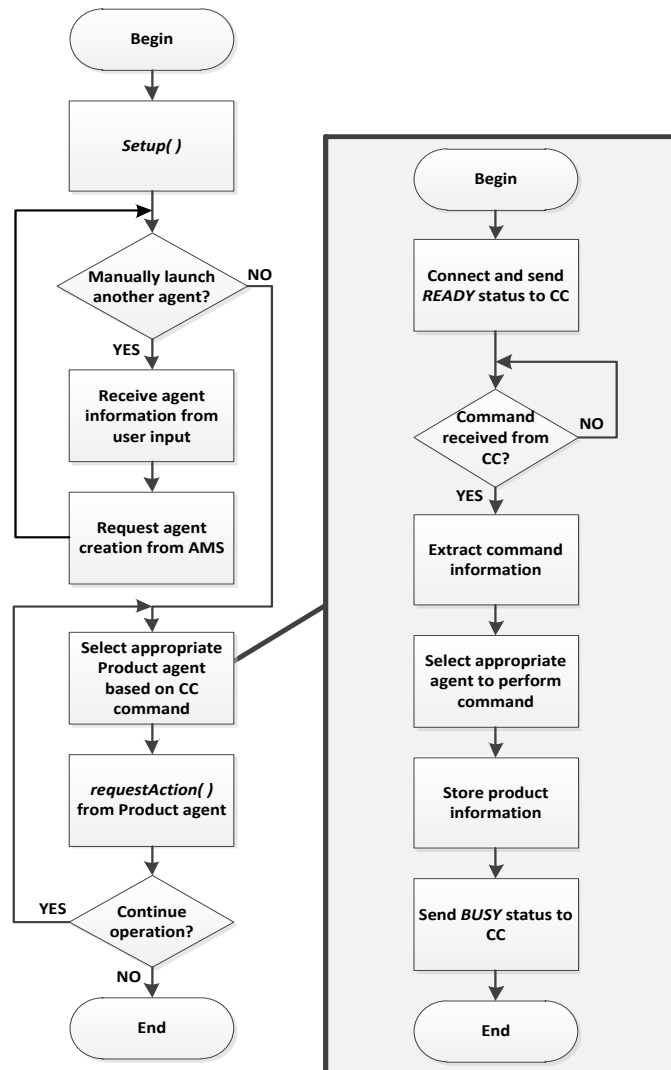 Begin
Setup( )
Manually launch
another agent?
NO
YES
Receive agent
information from
user input
Request agent
creation from AMS
Select appropriate
Product agent
based on CC
command
requestAction( )
from Product agent
YES
Continue
operation?
NO
End
Begin
Connect and send
READY status to CC
Command
received from
CC?
NO
YES
Extract command
information
Select appropriate
agent to perform
command
Store product
information
Send BUSY status to
CC
End